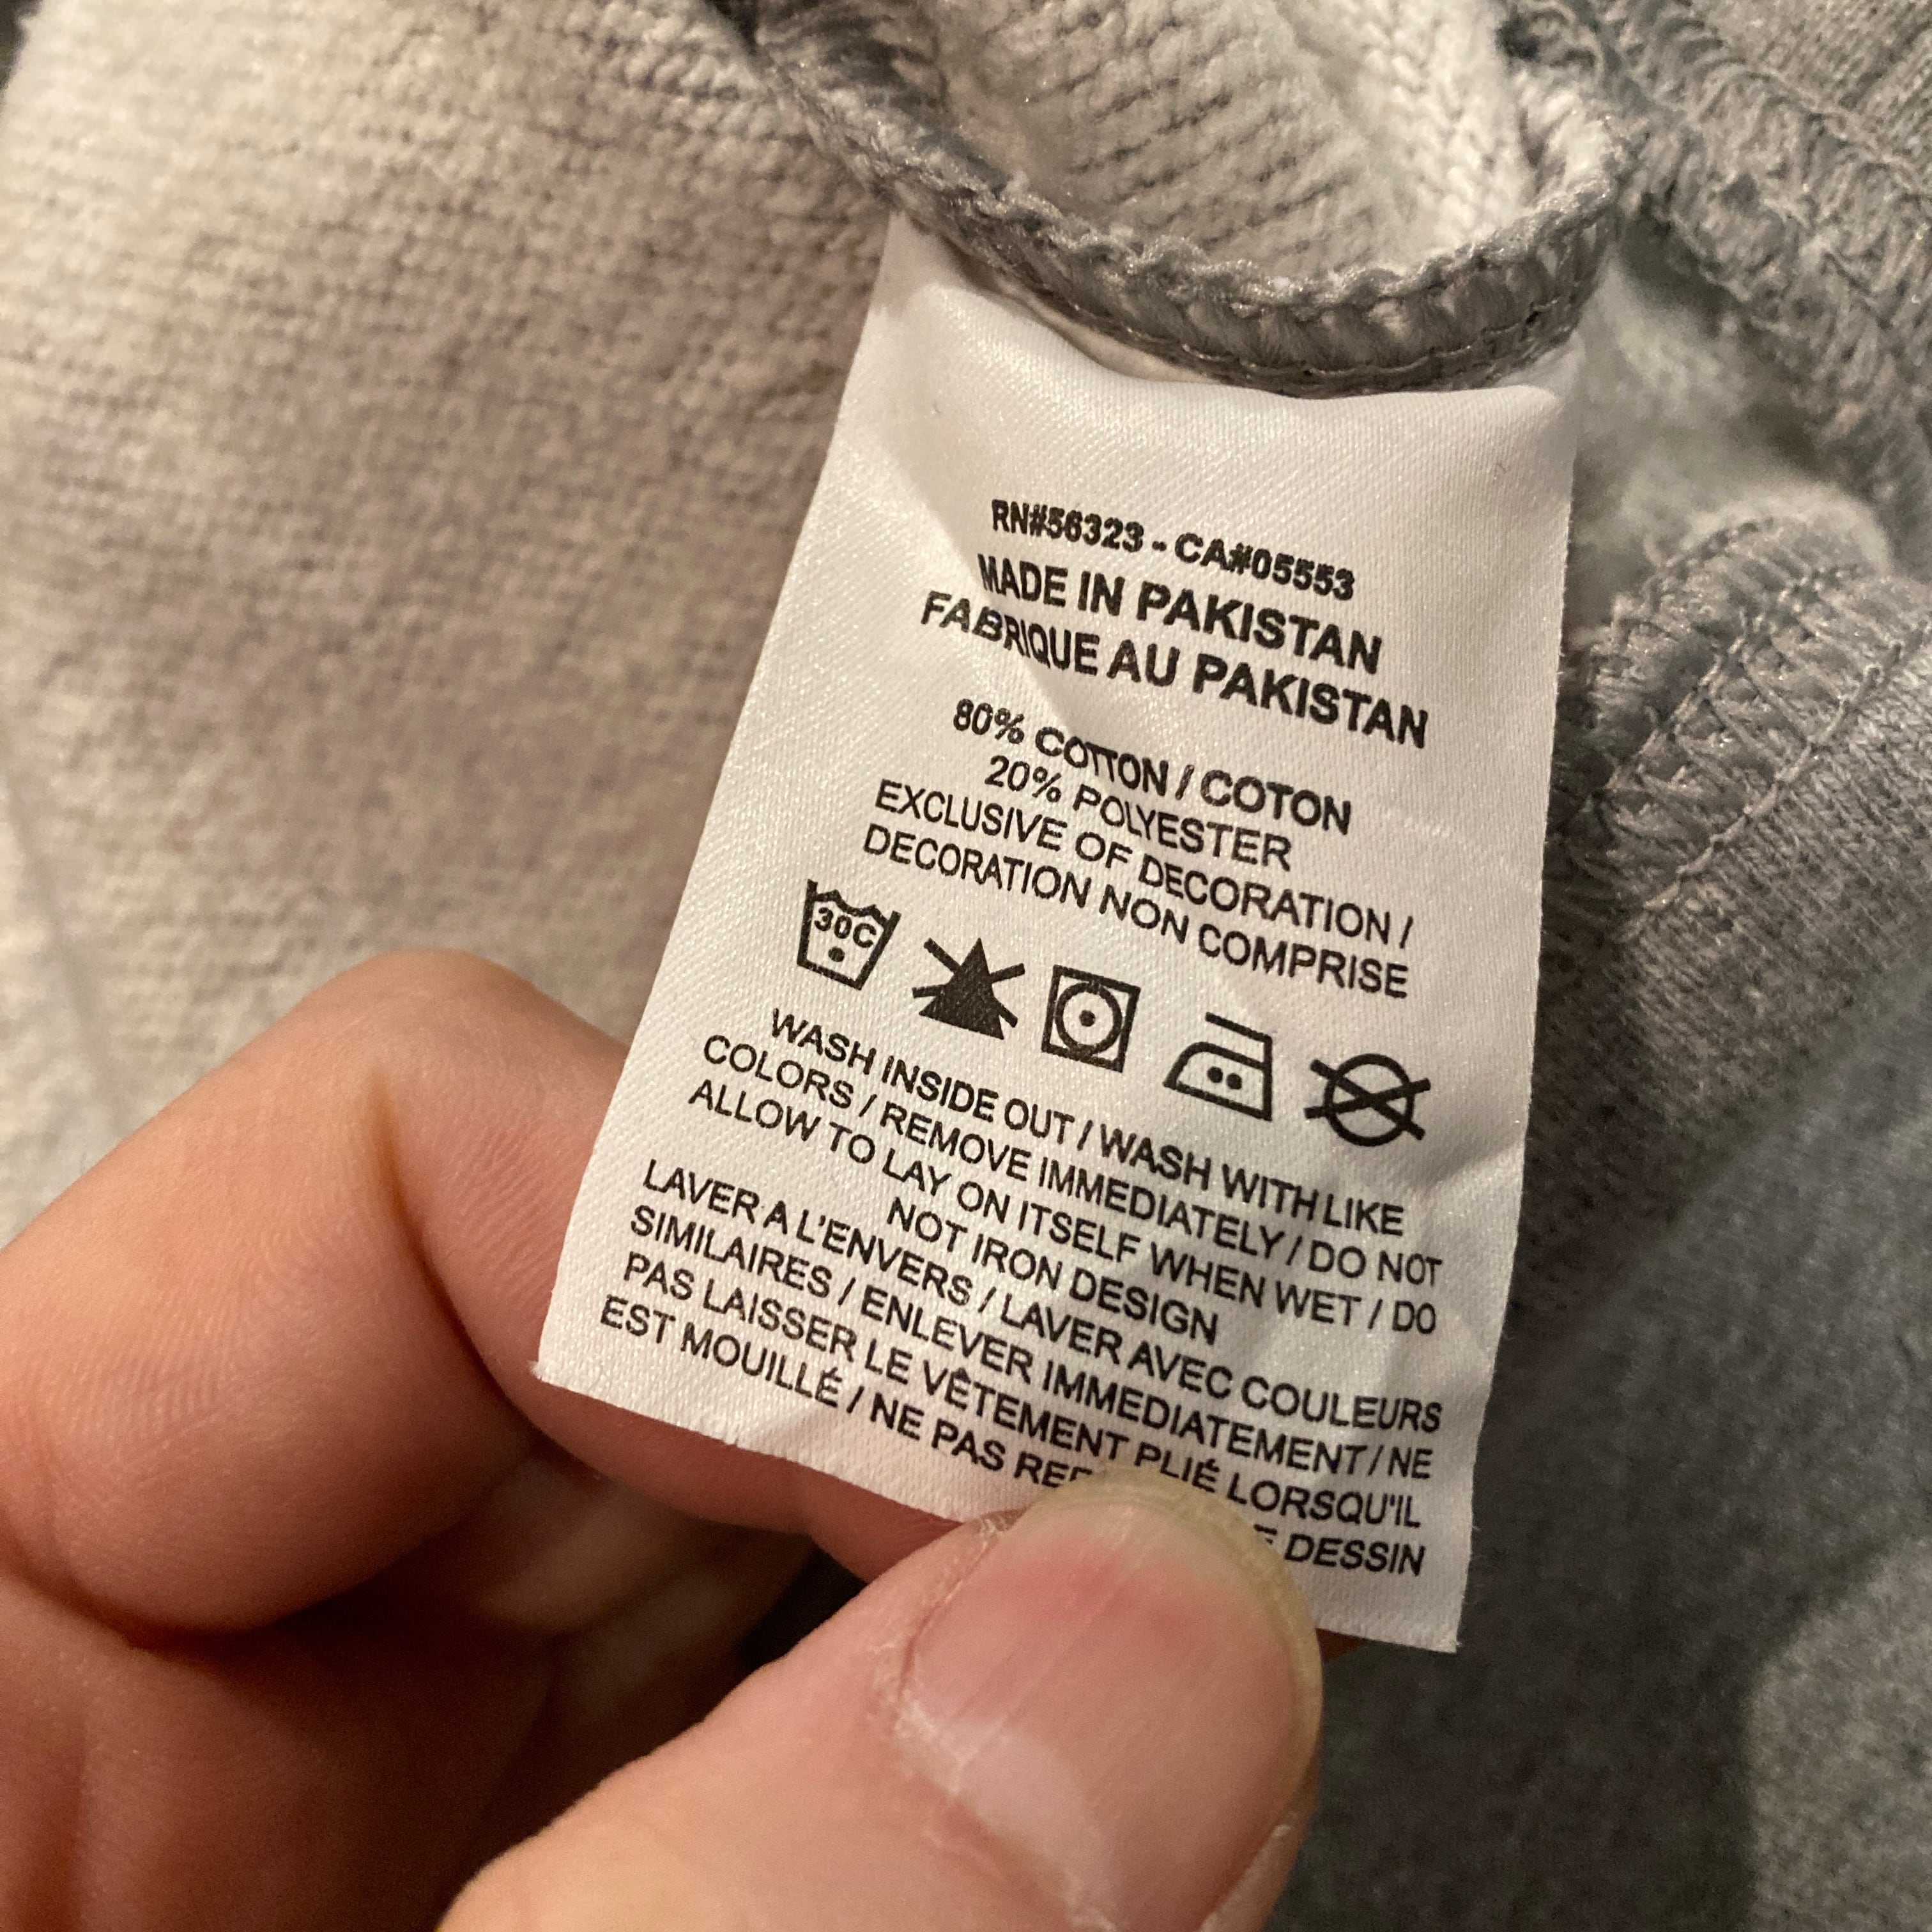 RN#56323 - CA#05553
MADE IN PAKISTAN
FABRIQUE AU PAKISTAN
80% COTTON / COTON
20% POLYESTER
EXCLUSIVE OF DECORATION /
DECORATION NON COMPRISE
30C
WASH INSIDE OUT / WASH WITH LIKE
COLORS / REMOVE IMMEDIATELY / DO NOT
ALLOW TO LAY ON ITSELF WHEN WET / DO
NOT IRON DESIGN
LAVER A L'ENVERS / LAVER AVEC COULEURS
SIMILAIRES / ENLEVER IMMEDIATEMENT / NE
PAS LAISSER LE VÊTEMENT PLIÉ LORSQU'IL
EST MOUILLÉ / NE PAS DESSIN